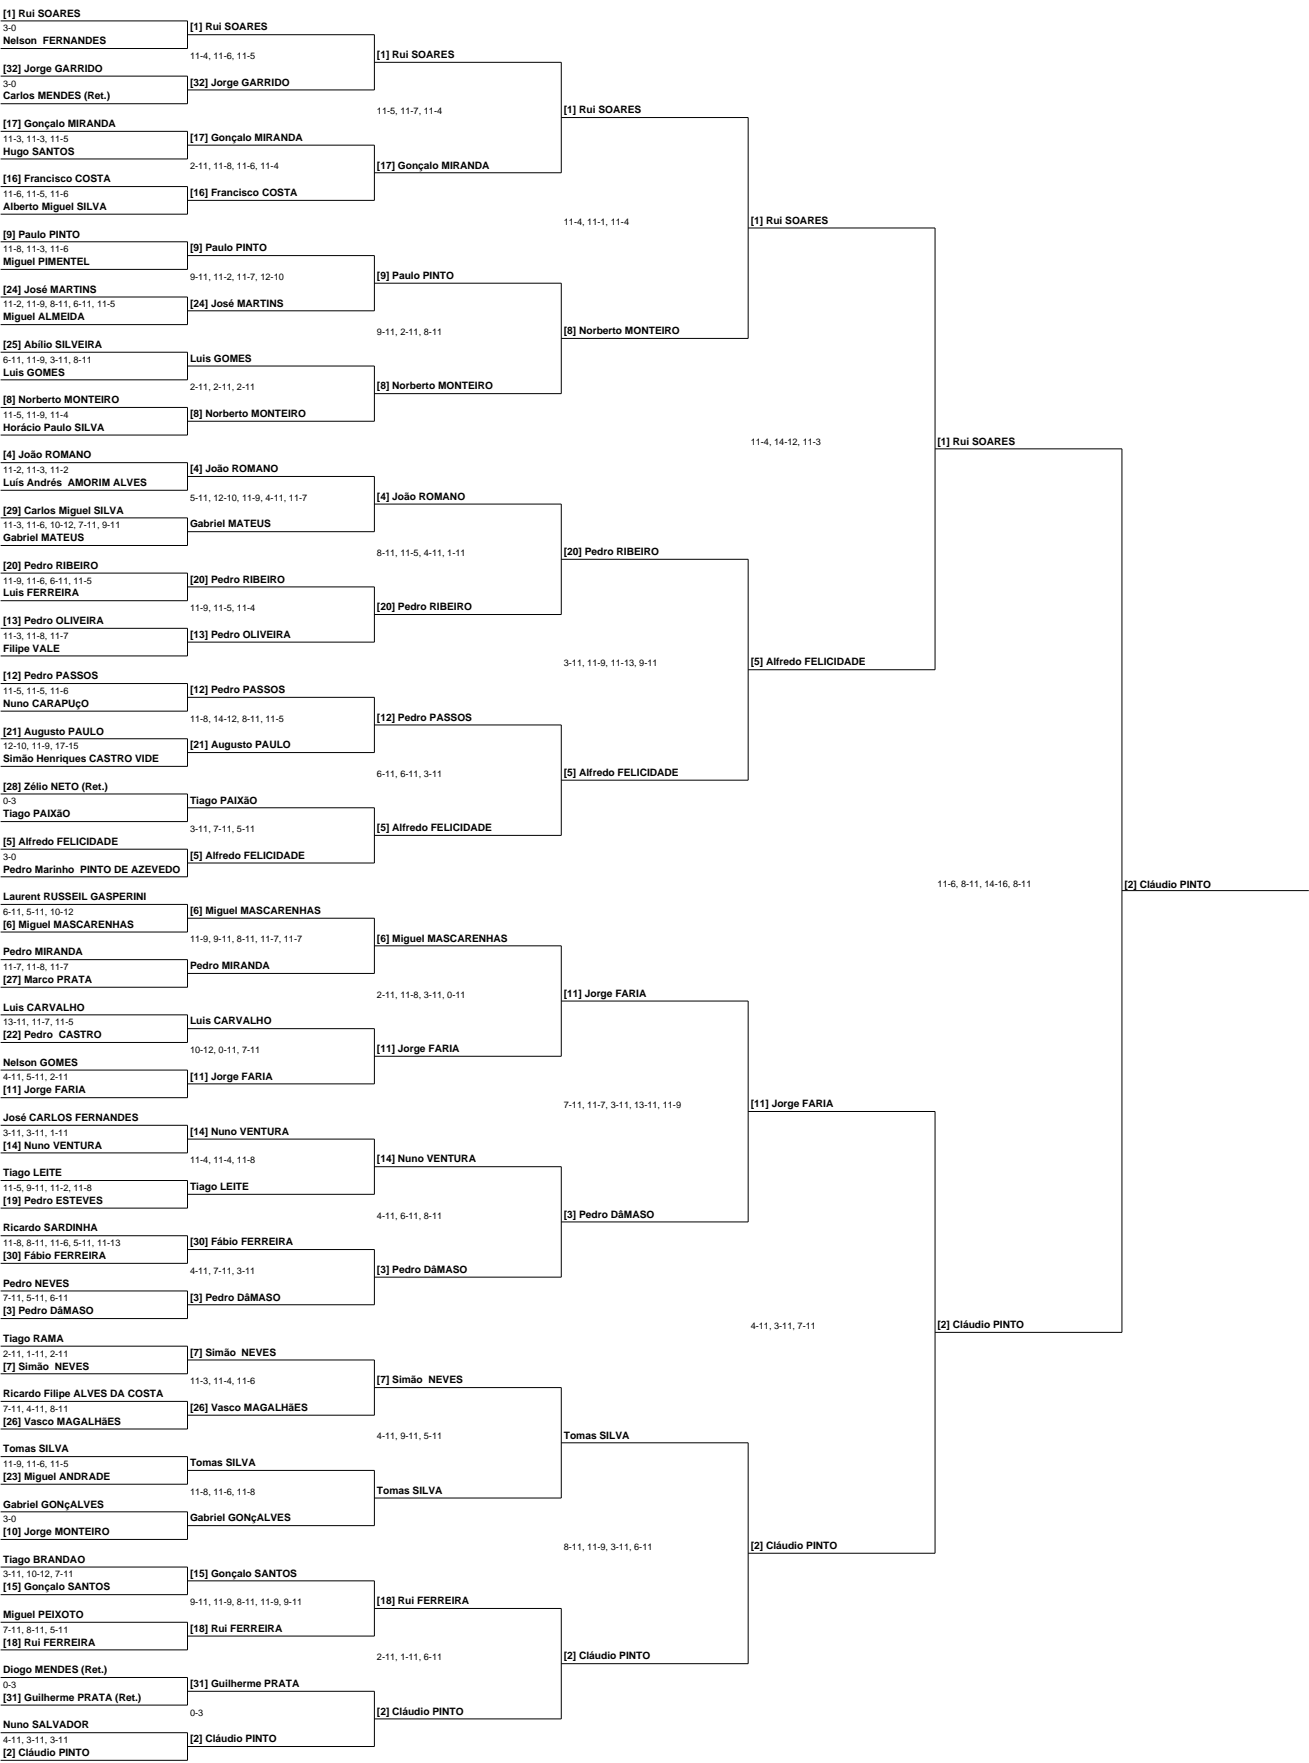 [1] Rui SOARES
3-0
[1] Rui SOARES
Nelson  FERNANDES
11-4, 11-6, 11-5
[1] Rui SOARES
[32] Jorge GARRIDO
3-0
[32] Jorge GARRIDO
Carlos MENDES (Ret.)
11-5, 11-7, 11-4
[1] Rui SOARES
[17] Gonçalo MIRANDA
11-3, 11-3, 11-5
[17] Gonçalo MIRANDA
Hugo SANTOS
2-11, 11-8, 11-6, 11-4
[17] Gonçalo MIRANDA
[16] Francisco COSTA
11-6, 11-5, 11-6
[16] Francisco COSTA
Alberto Miguel SILVA
11-4, 11-1, 11-4
[1] Rui SOARES
[9] Paulo PINTO
11-8, 11-3, 11-6
[9] Paulo PINTO
Miguel PIMENTEL
9-11, 11-2, 11-7, 12-10
[9] Paulo PINTO
[24] José MARTINS
11-2, 11-9, 8-11, 6-11, 11-5
[24] José MARTINS
Miguel ALMEIDA
9-11, 2-11, 8-11
[8] Norberto MONTEIRO
[25] Abílio SILVEIRA
6-11, 11-9, 3-11, 8-11
Luis GOMES
Luis GOMES
2-11, 2-11, 2-11
[8] Norberto MONTEIRO
[8] Norberto MONTEIRO
11-5, 11-9, 11-4
[8] Norberto MONTEIRO
Horácio Paulo SILVA
11-4, 14-12, 11-3
[1] Rui SOARES
[4] João ROMANO
11-2, 11-3, 11-2
[4] João ROMANO
Luís Andrés  AMORIM ALVES
5-11, 12-10, 11-9, 4-11, 11-7
[4] João ROMANO
[29] Carlos Miguel SILVA
11-3, 11-6, 10-12, 7-11, 9-11
Gabriel MATEUS
Gabriel MATEUS
8-11, 11-5, 4-11, 1-11
[20] Pedro RIBEIRO
[20] Pedro RIBEIRO
11-9, 11-6, 6-11, 11-5
[20] Pedro RIBEIRO
Luis FERREIRA
11-9, 11-5, 11-4
[20] Pedro RIBEIRO
[13] Pedro OLIVEIRA
11-3, 11-8, 11-7
[13] Pedro OLIVEIRA
Filipe VALE
3-11, 11-9, 11-13, 9-11
[5] Alfredo FELICIDADE
[12] Pedro PASSOS
11-5, 11-5, 11-6
[12] Pedro PASSOS
Nuno CARAPUçO
11-8, 14-12, 8-11, 11-5
[12] Pedro PASSOS
[21] Augusto PAULO
12-10, 11-9, 17-15
[21] Augusto PAULO
Simão Henriques CASTRO VIDE
6-11, 6-11, 3-11
[5] Alfredo FELICIDADE
[28] Zélio NETO (Ret.)
0-3
Tiago PAIXãO
Tiago PAIXãO
3-11, 7-11, 5-11
[5] Alfredo FELICIDADE
[5] Alfredo FELICIDADE
3-0
[5] Alfredo FELICIDADE
Pedro Marinho  PINTO DE AZEVEDO
11-6, 8-11, 14-16, 8-11
[2] Cláudio PINTO
Laurent RUSSEIL GASPERINI
6-11, 5-11, 10-12
[6] Miguel MASCARENHAS
[6] Miguel MASCARENHAS
11-9, 9-11, 8-11, 11-7, 11-7
[6] Miguel MASCARENHAS
Pedro MIRANDA
11-7, 11-8, 11-7
Pedro MIRANDA
[27] Marco PRATA
2-11, 11-8, 3-11, 0-11
[11] Jorge FARIA
Luis CARVALHO
13-11, 11-7, 11-5
Luis CARVALHO
[22] Pedro  CASTRO
10-12, 0-11, 7-11
[11] Jorge FARIA
Nelson GOMES
4-11, 5-11, 2-11
[11] Jorge FARIA
[11] Jorge FARIA
7-11, 11-7, 3-11, 13-11, 11-9
[11] Jorge FARIA
José CARLOS FERNANDES
3-11, 3-11, 1-11
[14] Nuno VENTURA
[14] Nuno VENTURA
11-4, 11-4, 11-8
[14] Nuno VENTURA
Tiago LEITE
11-5, 9-11, 11-2, 11-8
Tiago LEITE
[19] Pedro ESTEVES
4-11, 6-11, 8-11
[3] Pedro DâMASO
Ricardo SARDINHA
11-8, 8-11, 11-6, 5-11, 11-13
[30] Fábio FERREIRA
[30] Fábio FERREIRA
4-11, 7-11, 3-11
[3] Pedro DâMASO
Pedro NEVES
7-11, 5-11, 6-11
[3] Pedro DâMASO
[3] Pedro DâMASO
4-11, 3-11, 7-11
[2] Cláudio PINTO
Tiago RAMA
2-11, 1-11, 2-11
[7] Simão  NEVES
[7] Simão  NEVES
11-3, 11-4, 11-6
[7] Simão  NEVES
Ricardo Filipe ALVES DA COSTA
7-11, 4-11, 8-11
[26] Vasco MAGALHãES
[26] Vasco MAGALHãES
4-11, 9-11, 5-11
Tomas SILVA
Tomas SILVA
11-9, 11-6, 11-5
Tomas SILVA
[23] Miguel ANDRADE
11-8, 11-6, 11-8
Tomas SILVA
Gabriel GONçALVES
3-0
Gabriel GONçALVES
[10] Jorge MONTEIRO
8-11, 11-9, 3-11, 6-11
[2] Cláudio PINTO
Tiago BRANDAO
3-11, 10-12, 7-11
[15] Gonçalo SANTOS
[15] Gonçalo SANTOS
9-11, 11-9, 8-11, 11-9, 9-11
[18] Rui FERREIRA
Miguel PEIXOTO
7-11, 8-11, 5-11
[18] Rui FERREIRA
[18] Rui FERREIRA
2-11, 1-11, 6-11
[2] Cláudio PINTO
Diogo MENDES (Ret.)
0-3
[31] Guilherme PRATA
[31] Guilherme PRATA (Ret.)
0-3
[2] Cláudio PINTO
Nuno SALVADOR
4-11, 3-11, 3-11
[2] Cláudio PINTO
[2] Cláudio PINTO